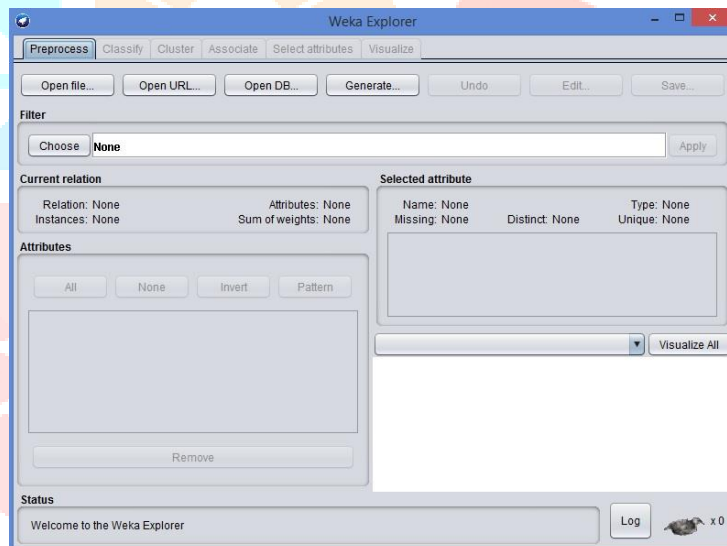 Weka Explorer
Preprocess Classify Cluster Associate Select attributes Visualize
Open file... Open URL... Open DB... Generate... Undo Edit... Save...
Filter
Choose None Apply
Current relation
Relation: None Attributes: None
Instances: None Sum of weights: None
Selected attribute
Name: None Type: None
Missing: None Distinct: None Unique: None
Attributes
All None Invert Pattern
Remove
Visualize All
Status
Welcome to the Weka Explorer
Log x 0